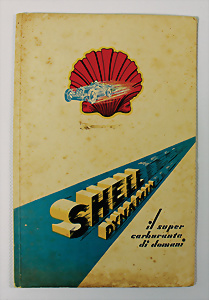 SHELL
DYNAMIN
il super
carburante
di domani